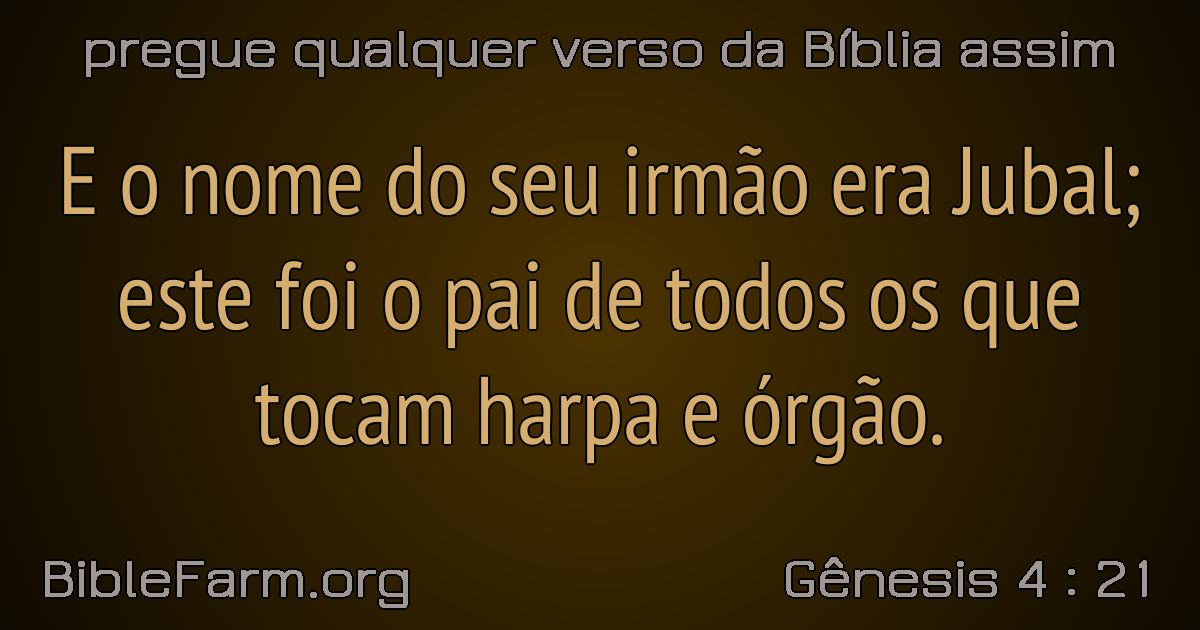 pregue qualquer verso da Bíblia assim
E o nome do seu irmão era Jubal;
este foi o pai de todos os que
tocam harpa e órgão.
BibleFarm.org
Gênesis 4 : 21